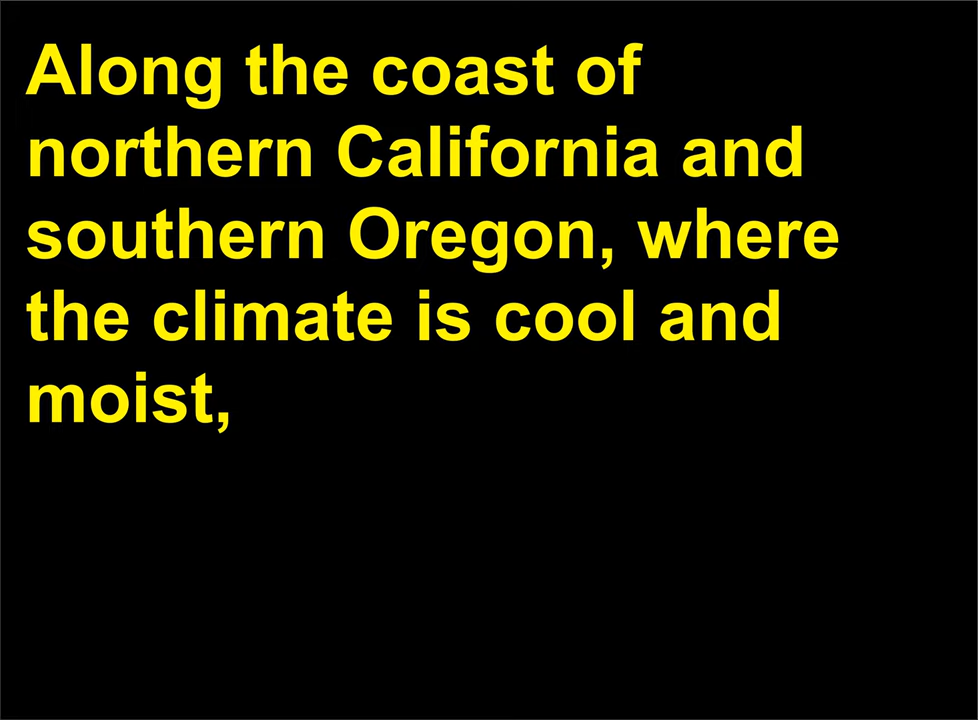 Along the coast of
northern California and
southern Oregon, where
the climate is cool and
moist,